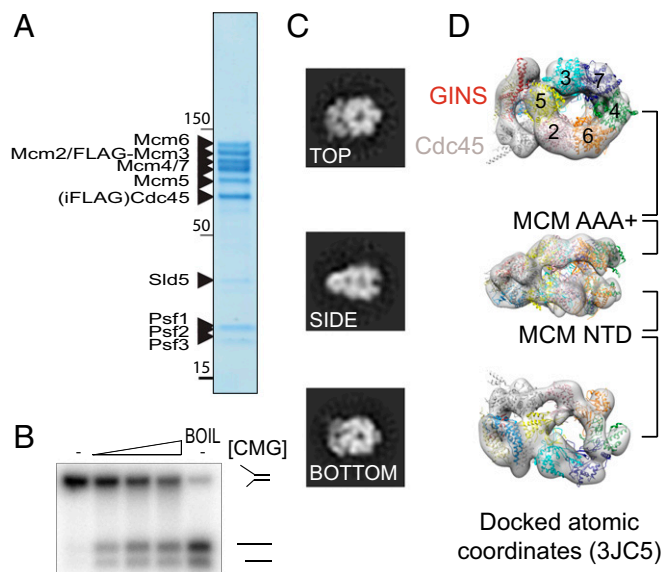 A
150
Mcm6
Mcm2/FLAG-Mcm3
Mcm4/7
Mcm5
(iFLAG)Cdc45
50
Sld5
Psf1
Psf2
Psf3
15
B
- BOIL
-
[CMG]
C
TOP
SIDE
BOTTOM
D
GINS
Cdc45
3
7
5
4
2
6
MCM AAA+
MCM NTD
Docked atomic
coordinates (3JC5)